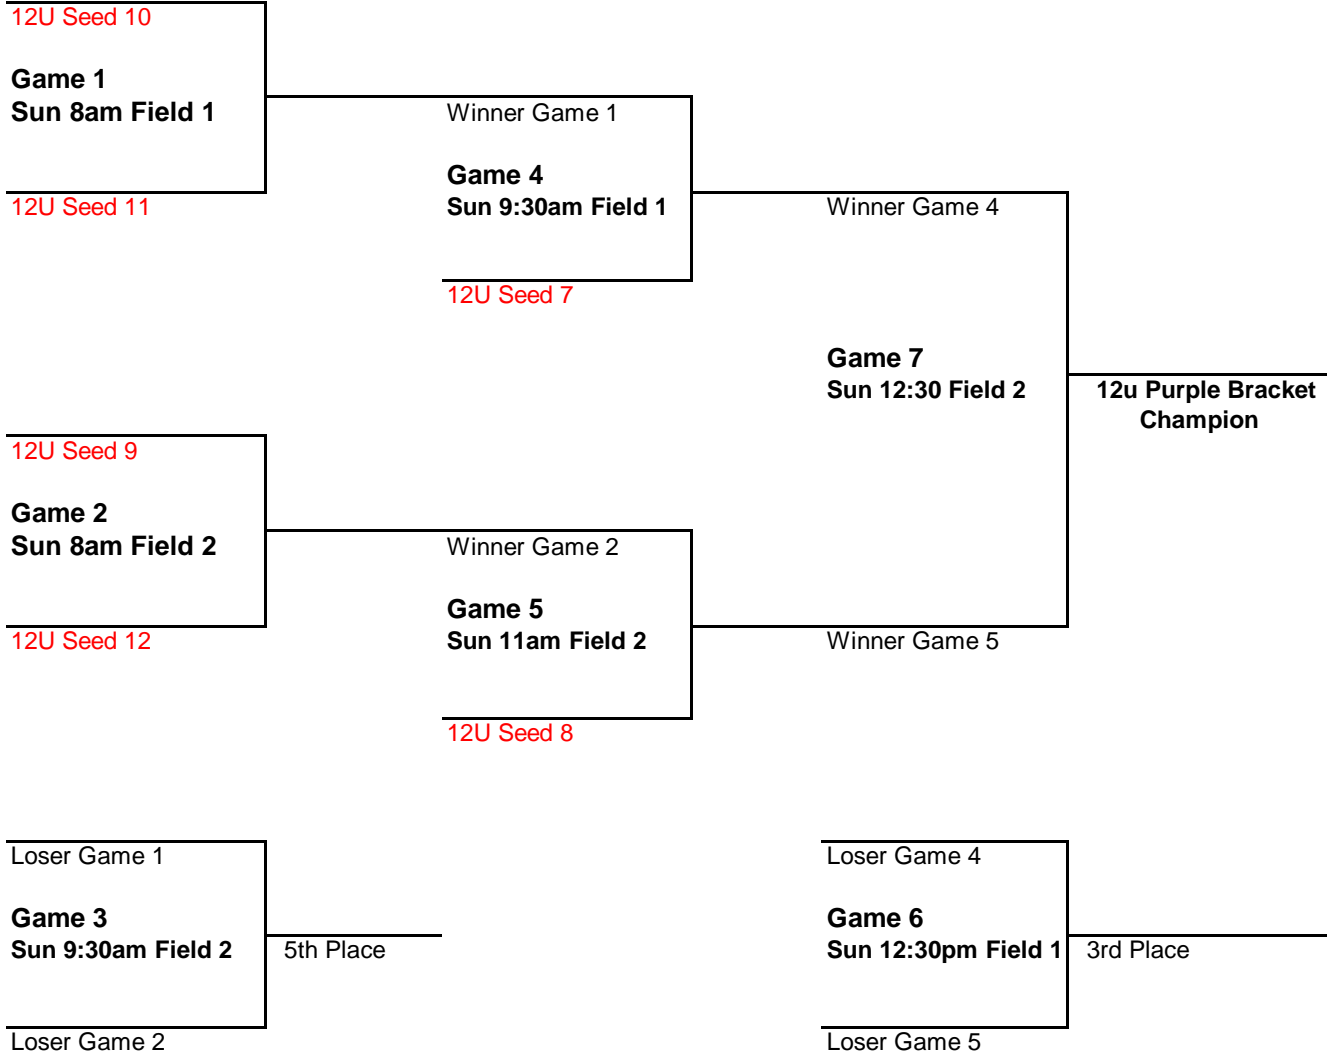 12U Seed 10
Game 1
Sun 8am Field 1
12U Seed 11
Winner Game 1
Game 4
Sun 9:30am Field 1
12U Seed 7
Winner Game 4
Game 7
Sun 12:30 Field 2
12u Purple Bracket
Champion
12U Seed 9
Game 2
Sun 8am Field 2
12U Seed 12
Winner Game 2
Game 5
Sun 11am Field 2
12U Seed 8
Winner Game 5
Loser Game 1
Game 3
Sun 9:30am Field 2
5th Place
Loser Game 2
Loser Game 4
Game 6
Sun 12:30pm Field 1
3rd Place
Loser Game 5